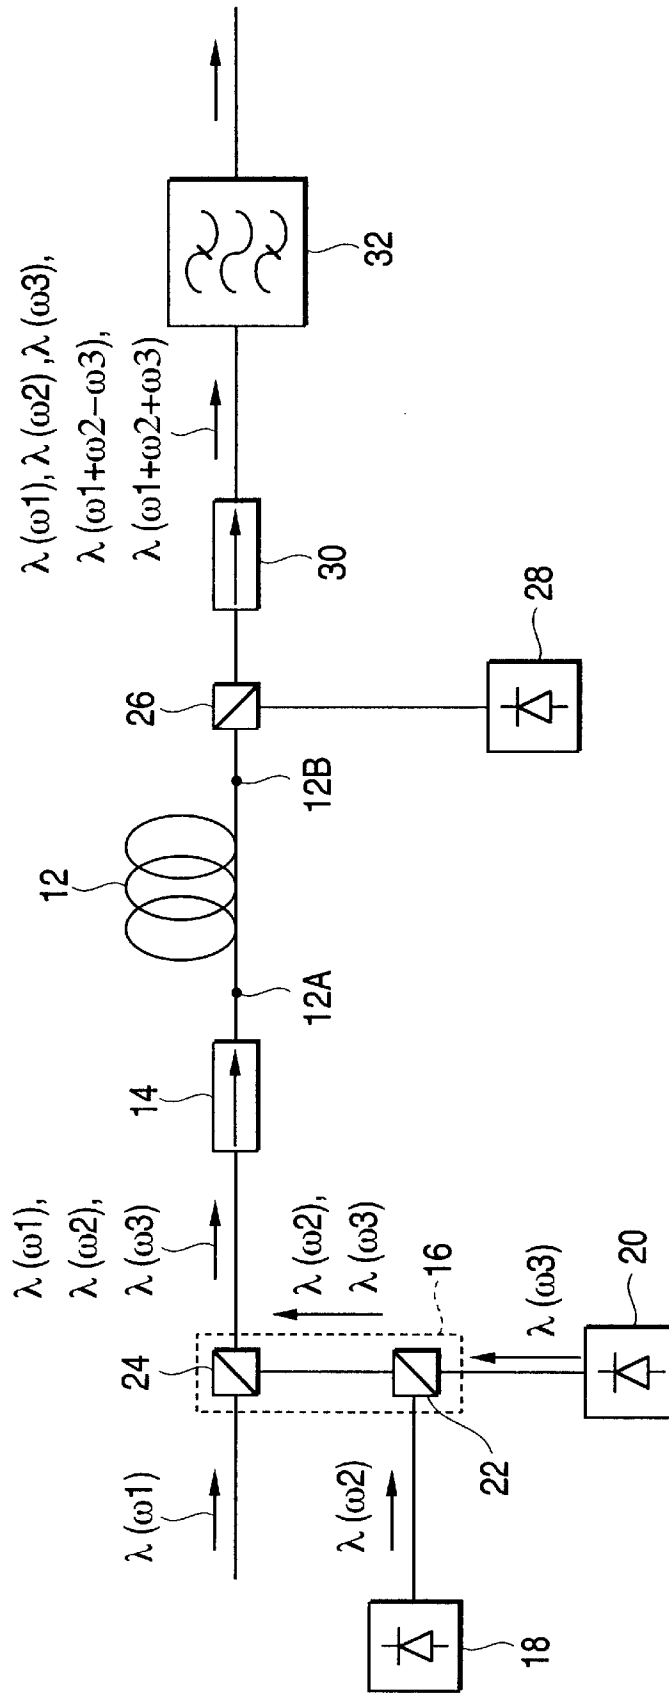 λ(ω1)
λ(ω2)
18
24
22
λ(ω2),
λ(ω3)
16
λ(ω3)
20
λ(ω1),
λ(ω2),
λ(ω3)
14
12A
12
12B
26
28
30
λ(ω1), λ(ω2) ,λ(ω3),
λ(ω1+ω2−ω3),
λ(ω1+ω2+ω3)
32